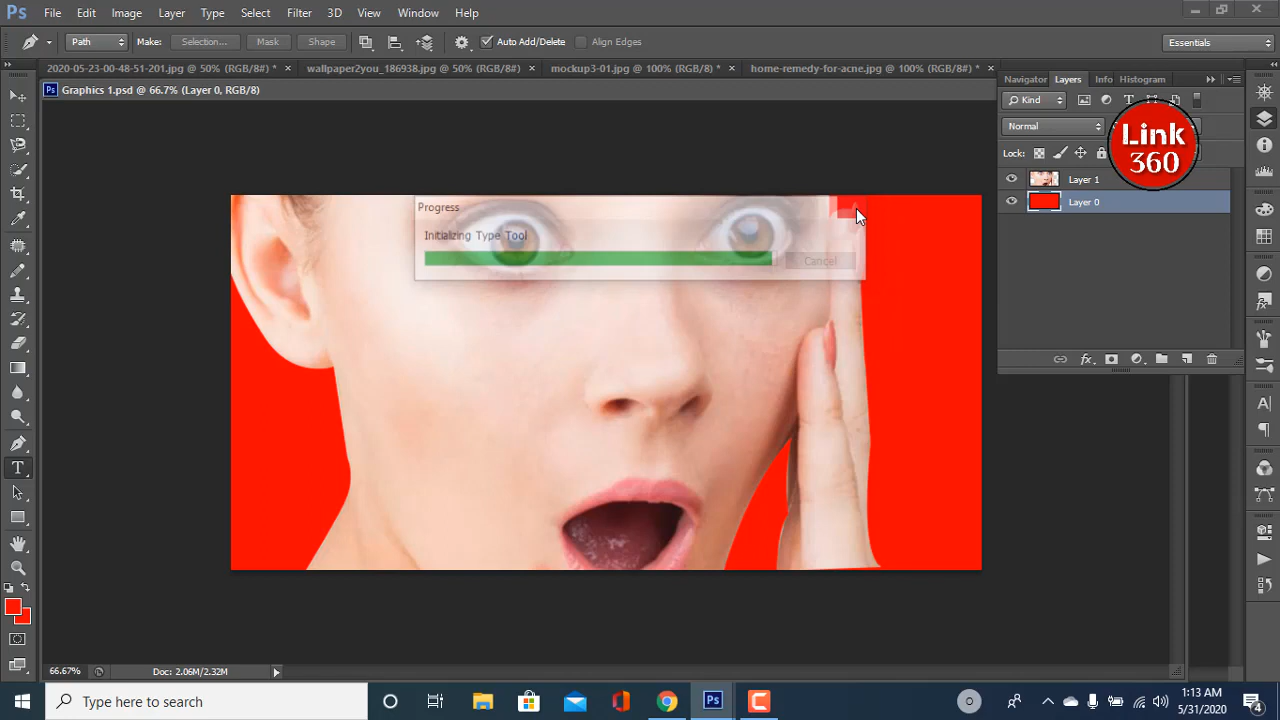 Ps File Edit Image Layer Type Select Filter 3D View Window Help
Path Make: Selection... Mask Shape Auto Add/Delete Align Edges Essentials
2020-05-23-00-48-51-201.jpg @ 50% (RGB/8#) × wallpaper2you_186938.jpg @ 50% (RGB/8#) × mockup3-01.jpg @ 100% (RGB/8) * × home-remedy-for-acne.jpg @ 100% (RGB/8#) * ×
Navigator Layers Info Histogram
Ps Graphics 1.psd @ 66.7% (Layer 0, RGB/8)
Kind
Normal
Lock:
Link
360
Layer 1
Layer 0
Progress
Initializing Type Tool
Cancel
fx
66.67% Doc: 2.06M/2.32M
Type here to search
Ps
1:13 AM
5/31/2020
4